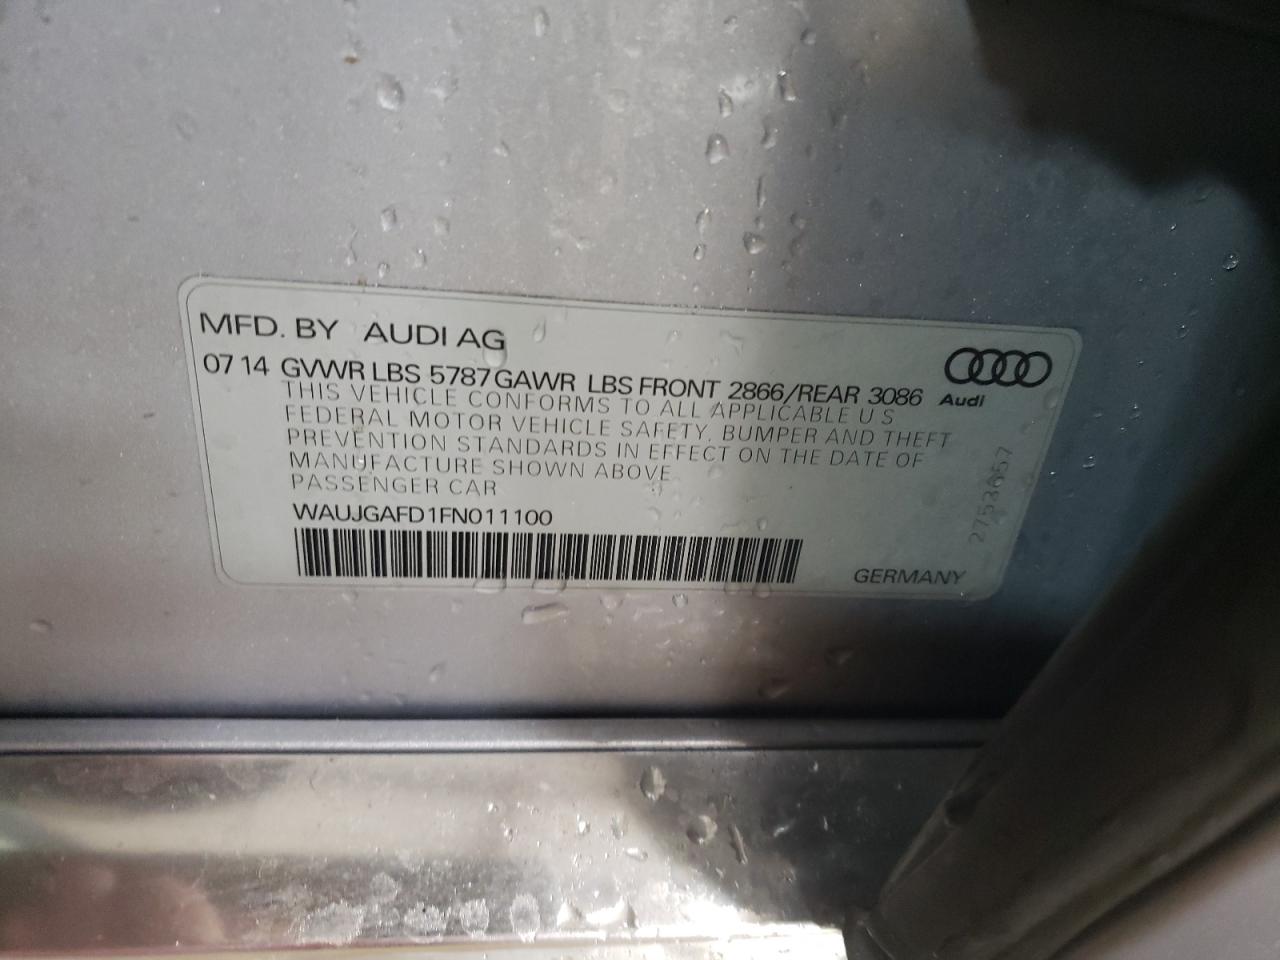 MFD. BY AUDI AG
07 14 GVWR LBS 5787 GAWR LBS FRONT 2866/REAR 3086
THIS VEHICLE CONFORMS TO ALL APPLICABLE U S
FEDERAL MOTOR VEHICLE SAFETY, BUMPER AND THEFT
PREVENTION STANDARDS IN EFFECT ON THE DATE OF
MANUFACTURE SHOWN ABOVE
PASSENGER CAR
WAUJGAFD1FN011100
Audi
2753657
GERMANY